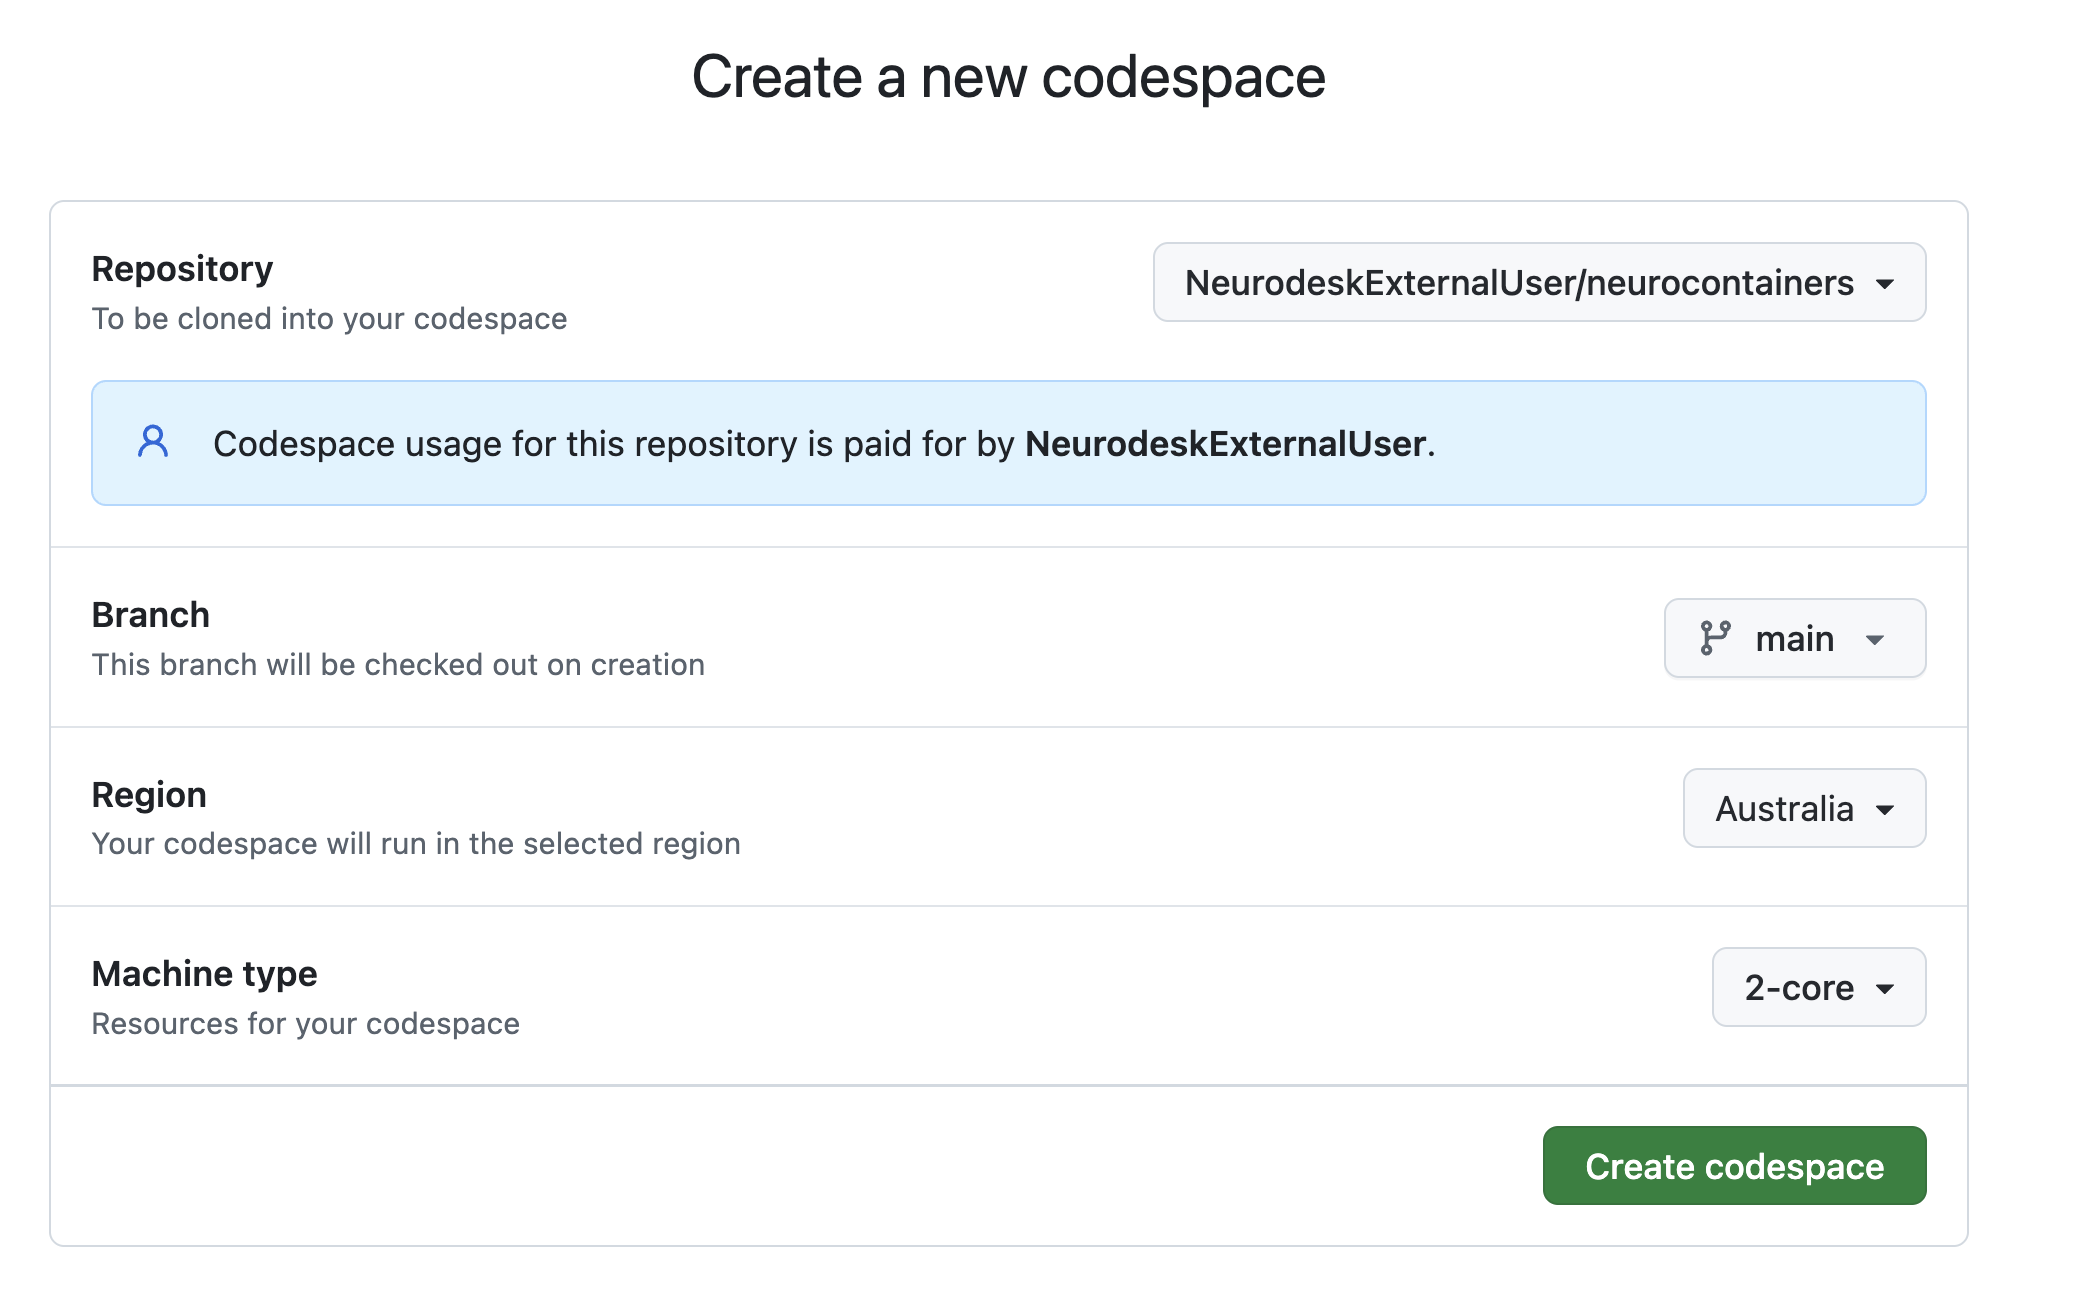 Create a new codespace
Repository
To be cloned into your codespace
NeurodeskExternalUser/neurocontainers
Codespace usage for this repository is paid for by NeurodeskExternalUser.
Branch
This branch will be checked out on creation
main
Region
Your codespace will run in the selected region
Australia
Machine type
Resources for your codespace
2-core
Create codespace